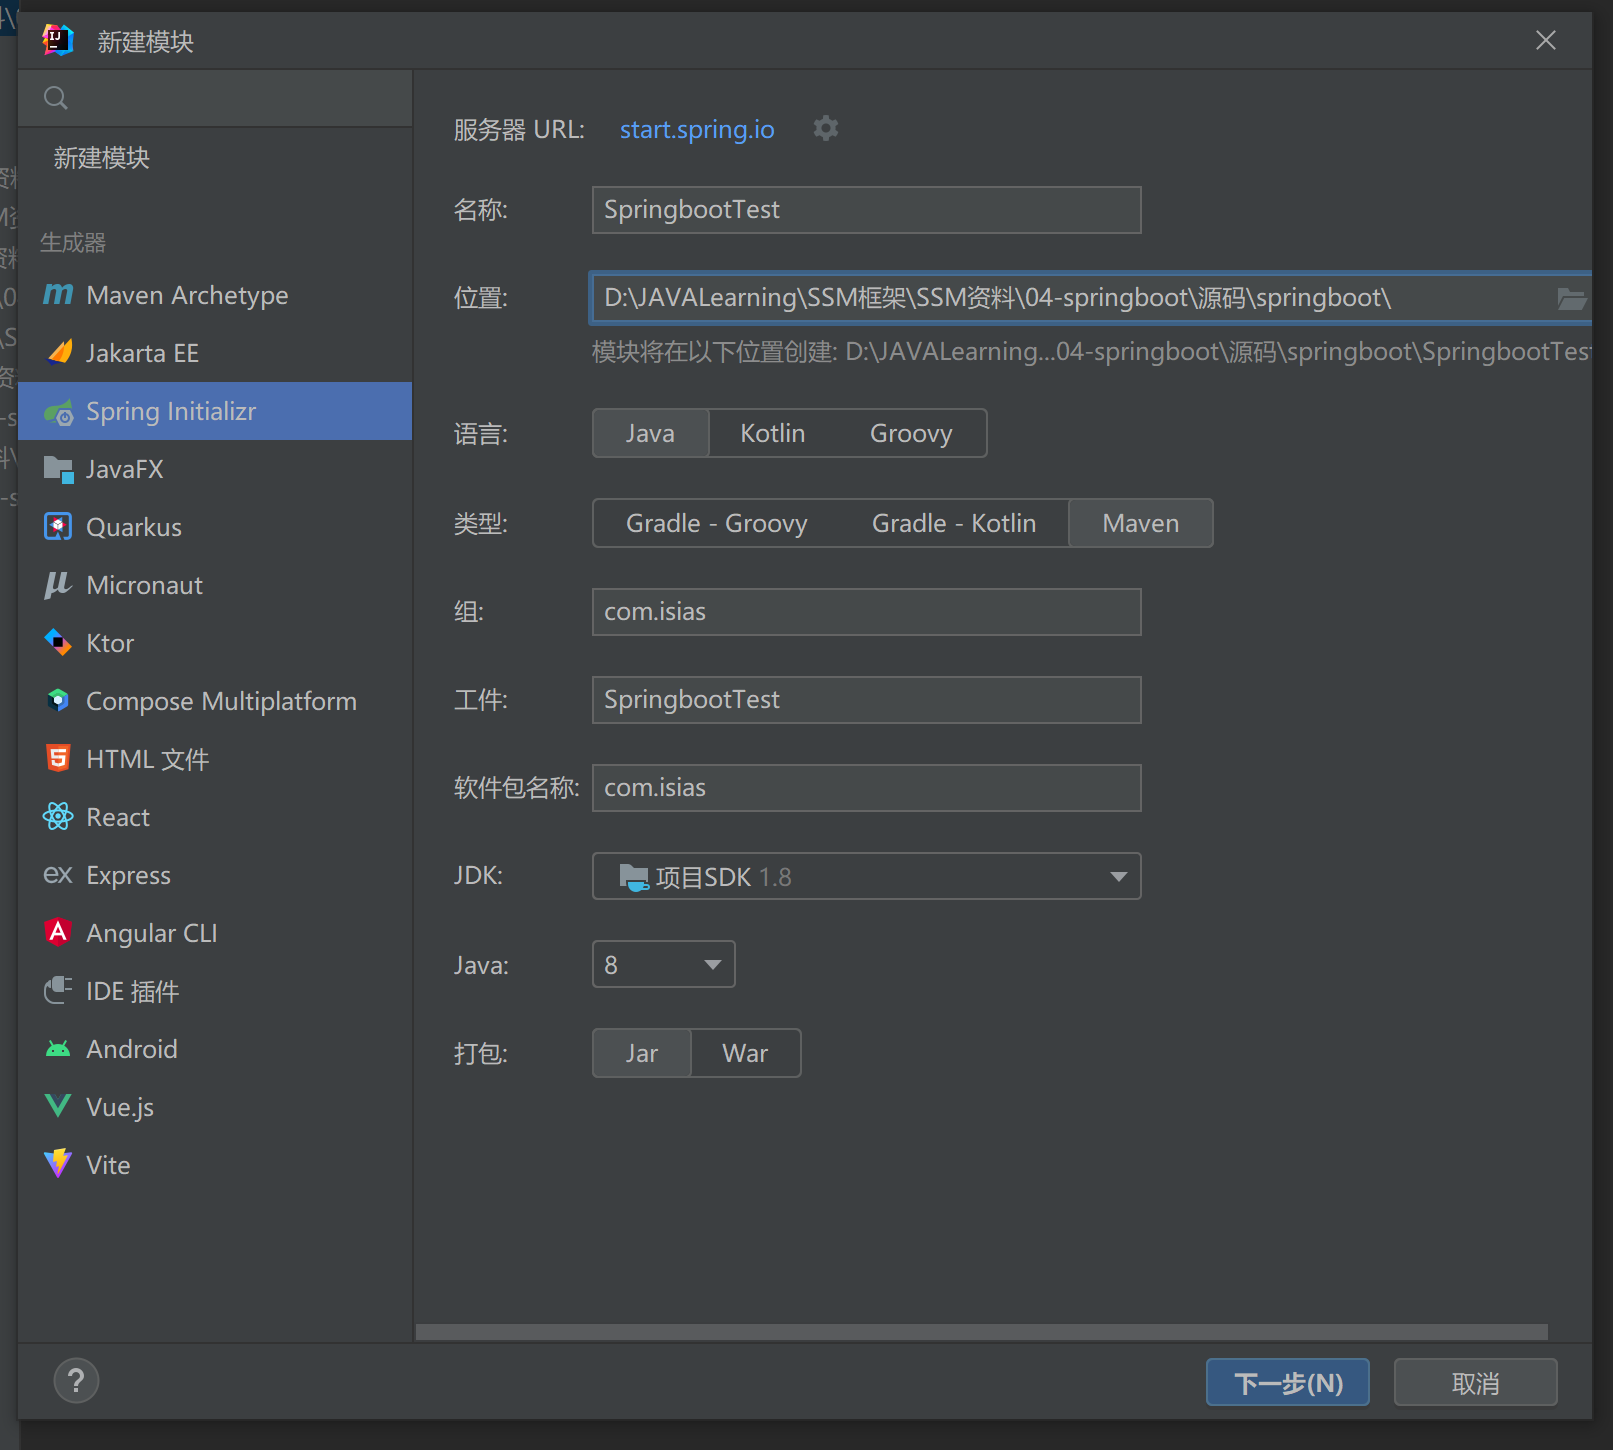 新建模块
新建模块
生成器
Maven Archetype
Jakarta EE
Spring Initializr
JavaFX
Quarkus
Micronaut
Ktor
Compose Multiplatform
HTML 文件
React
Express
Angular CLI
IDE 插件
Android
Vue.js
Vite
服务器 URL: start.spring.io
名称: SpringbootTest
位置: D:\JAVALearning\SSM框架\SSM资料\04-springboot\源码\springboot\
模块将在以下位置创建: D:\JAVALearning...04-springboot\源码\springboot\SpringbootTest
语言: Java Kotlin Groovy
类型: Gradle - Groovy Gradle - Kotlin Maven
组: com.isias
工件: SpringbootTest
软件包名称: com.isias
JDK: 项目SDK 1.8
Java: 8
打包: Jar War
? 下一步(N) 取消